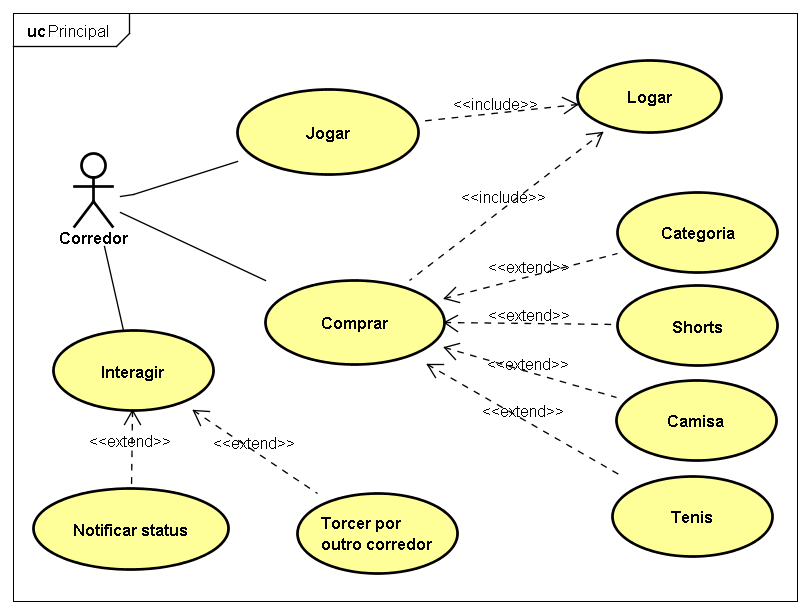 uc Principal
Logar
<<include>>
Jogar
<<include>>
Corredor
Categoria
<<extend>>
<<extend>>
Comprar
Shorts
<<extend>>
Interagir
<<extend>>
Camisa
<<extend>>
<<extend>>
Tenis
Notificar status
Torcer por
outro corredor